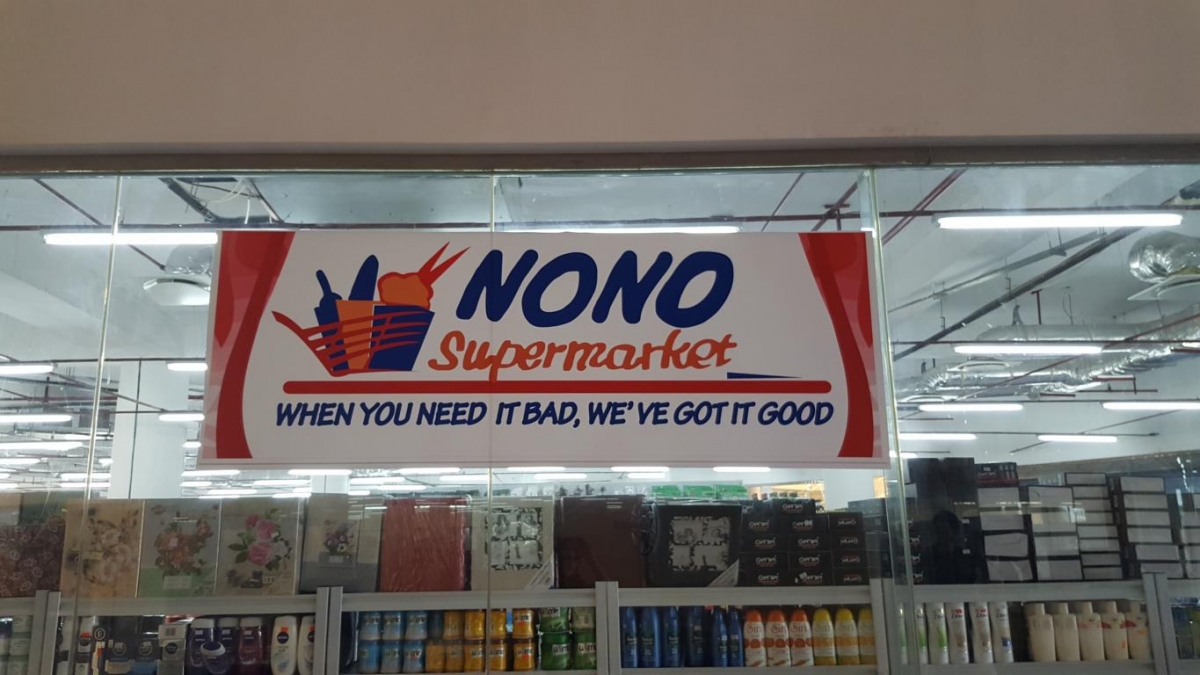 NONO
Supermarket
WHEN YOU NEED IT BAD, WE'VE GOT IT GOOD